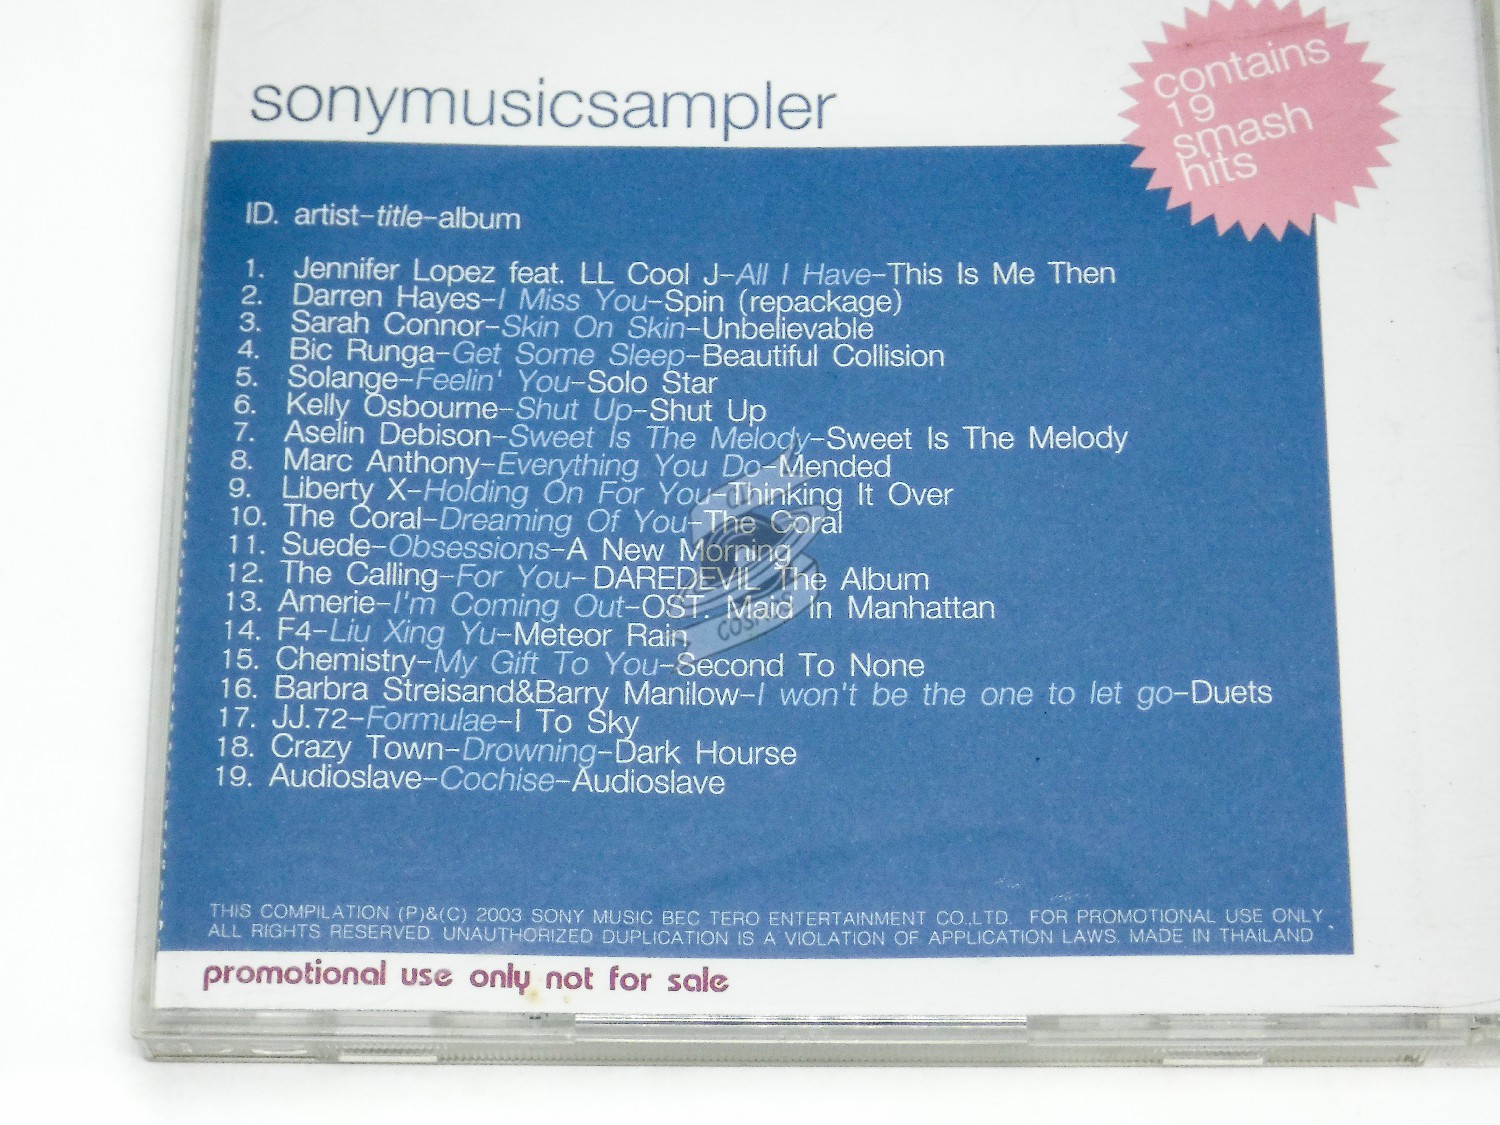 sonymusicsampler
contains
19
smash
hits
ID. artist-title-album
1. Jennifer Lopez feat. LL Cool J-All I Have-This Is Me Then
2. Darren Hayes-I Miss You-Spin (repackage)
3. Sarah Connor-Skin On Skin-Unbelievable
4. Bic Runga-Get Some Sleep-Beautiful Collision
5. Solange-Feelin' You-Solo Star
6. Kelly Osbourne-Shut Up-Shut Up
7. Aselin Debison-Sweet Is The Melody-Sweet Is The Melody
8. Marc Anthony-Everything You Do-Mended
9. Liberty X-Holding On For You-Thinking It Over
10. The Coral-Dreaming Of You-The Coral
11. Suede-Obsessions-A New Morning
12. The Calling-For You- DAREDEVIL The Album
13. Amerie-I'm Coming Out-OST. Maid In Manhattan
14. F4-Liu Xing Yu-Meteor Rain
15. Chemistry-My Gift To You-Second To None
16. Barbra Streisand&Barry Manilow-I won't be the one to let go-Duets
17. JJ.72-Formulae-I To Sky
18. Crazy Town-Drowning-Dark Hourse
19. Audioslave-Cochise-Audioslave
THIS COMPILATION (P)&(C) 2003 SONY MUSIC BEC TERO ENTERTAINMENT CO.,LTD. FOR PROMOTIONAL USE ONLY
ALL RIGHTS RESERVED. UNAUTHORIZED DUPLICATION IS A VIOLATION OF APPLICATION LAWS. MADE IN THAILAND
promotional use only not for sale